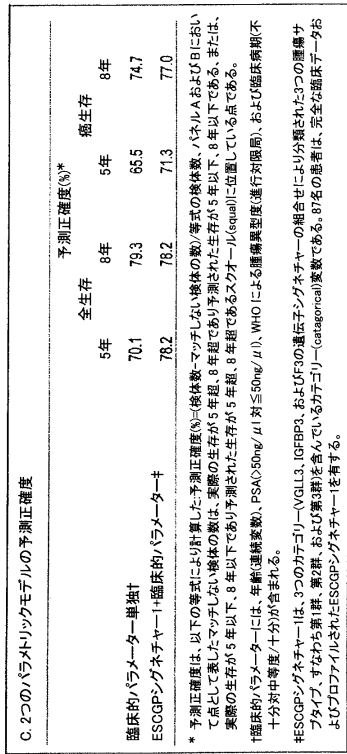 C. 2つのパラメトリックモデルの予測正確度
予測正確度(%)*
全生存 癌生存
5年 8年 5年 8年
臨床的パラメーター単独† 70.1 79.3 65.5 74.7
ESCGPシグネチャー1+臨床的パラメーター‡ 78.2 78.2 71.3 77.0
* 予測正確度は、以下の等式により計算した:予測正確度(%)=(検体数-マッチしない検体の数)/等式の検体数、パネルAおよびBにおい
て点として表したマッチしない検体の数は、実際の生存が5年超、8年超であり予測された生存が5年以下、8年以下である、または、
実際の生存が5年以下、8年以下であり予測された生存が5年超、8年超であるスクオール(squal)に位置している点である。
†臨床的パラメーターには、年齢(連続変数)、PSA(>50ng/μl 対≦50ng/μl)、WHOによる腫瘍異型度(進行対限局)、および臨床病期(不
十分対中等度/十分)が含まれる。
‡ESCGPシグネチャー1は、3つのカテゴリー(VGLL3、IGFBP3、およびF3の遺伝子シグネチャーの組合せにより分類された3つの腫瘍サ
ブタイプ、すなわち第1群、第2群、および第3群)を含んでいるカテゴリー(catagorical)変数である。87名の患者は、完全な臨床データお
よびプロファイルされたESCGPシグネチャー1を有する。